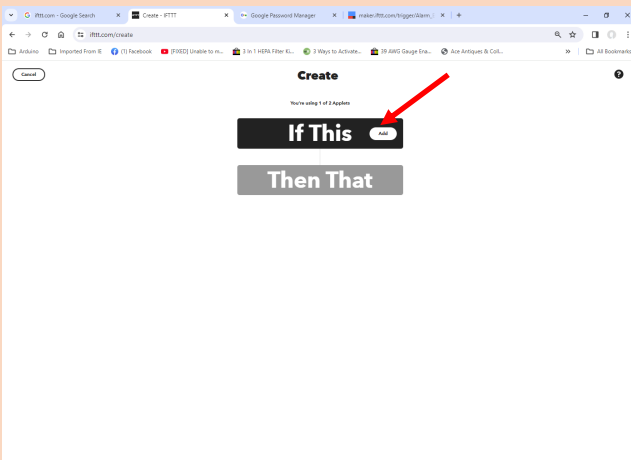 ifttt.com - Google Search
Create - IFTTT
Google Password Manager
maker.ifttt.com/trigger/Alarm_
ifttt.com/create
Arduino
Imported From IE
(1) Facebook
[FIXED] Unable to m...
3 In 1 HEPA Filter Ki...
3 Ways to Activate...
39 AWG Gauge Ena...
Ace Antiques & Coll...
All Bookmarks
Cancel
Create
You're using 1 of 2 Applets
If This
Add
Then That